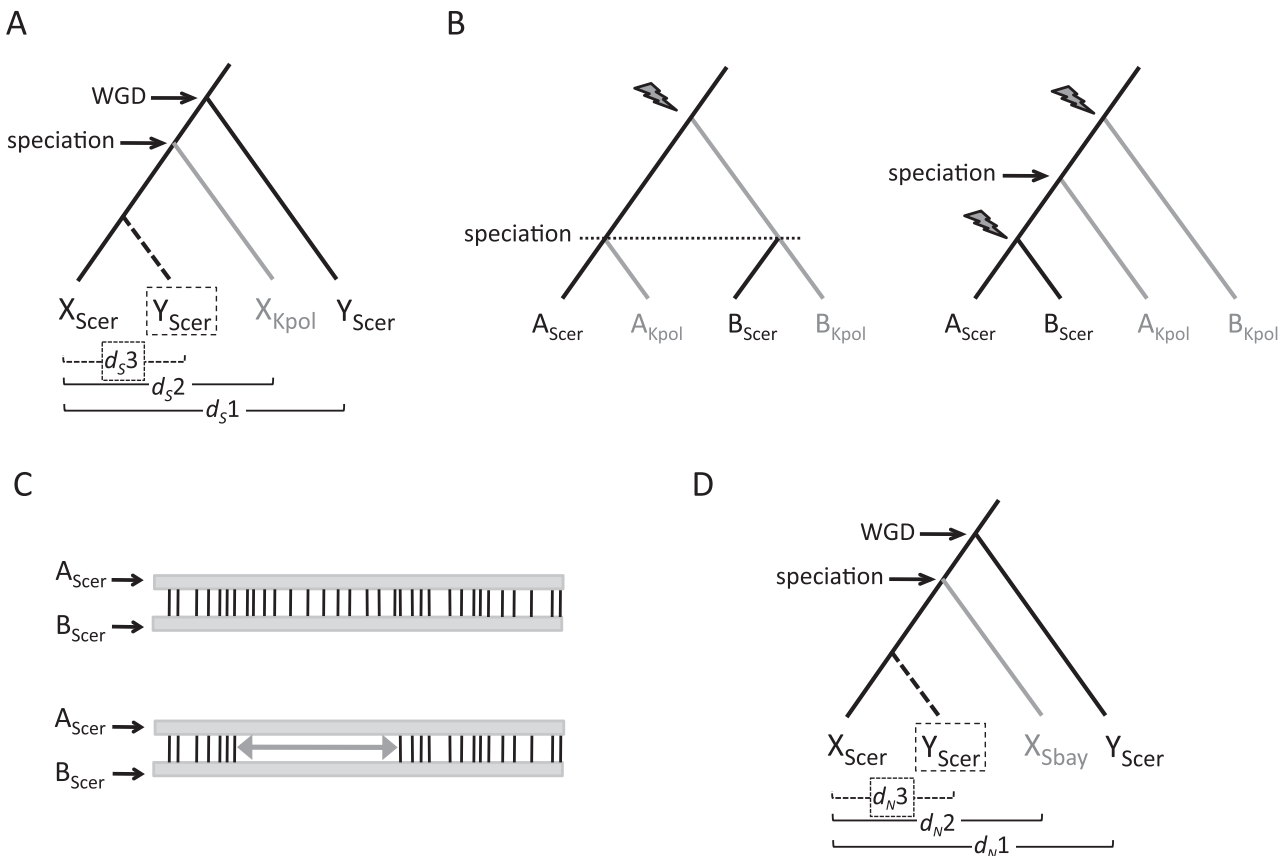 A
WGD
speciation
X_Scer Y_Scer X_Kpol Y_Scer
d_S3
d_S2
d_S1
B
speciation
A_Scer A_Kpol B_Scer B_Kpol
speciation
A_Scer B_Scer A_Kpol B_Kpol
C
A_Scer
B_Scer
A_Scer
B_Scer
D
WGD
speciation
X_Scer Y_Scer X_Sbay Y_Scer
d_N3
d_N2
d_N1